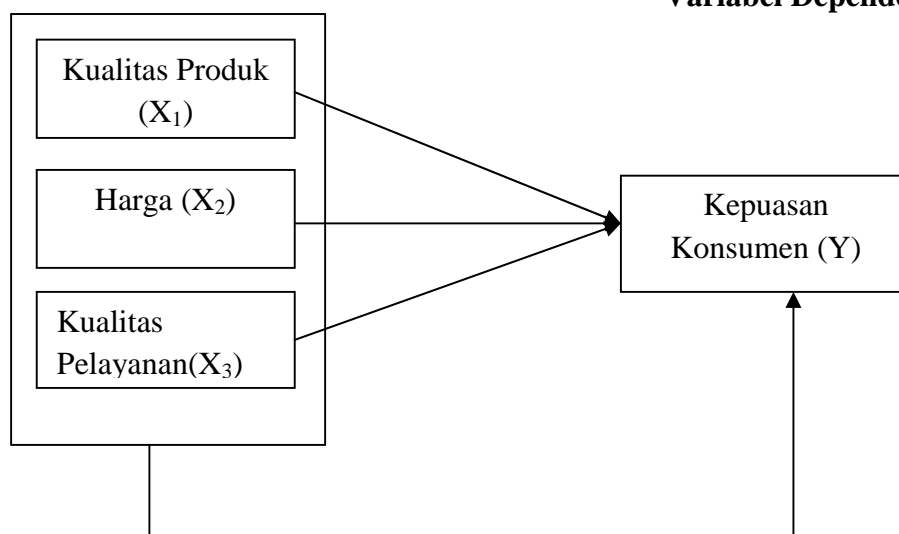 Variabel Depende
Kualitas Produk
(X₁)
Harga (X₂)
Kualitas
Pelayanan(X₃)
Kepuasan
Konsumen (Y)